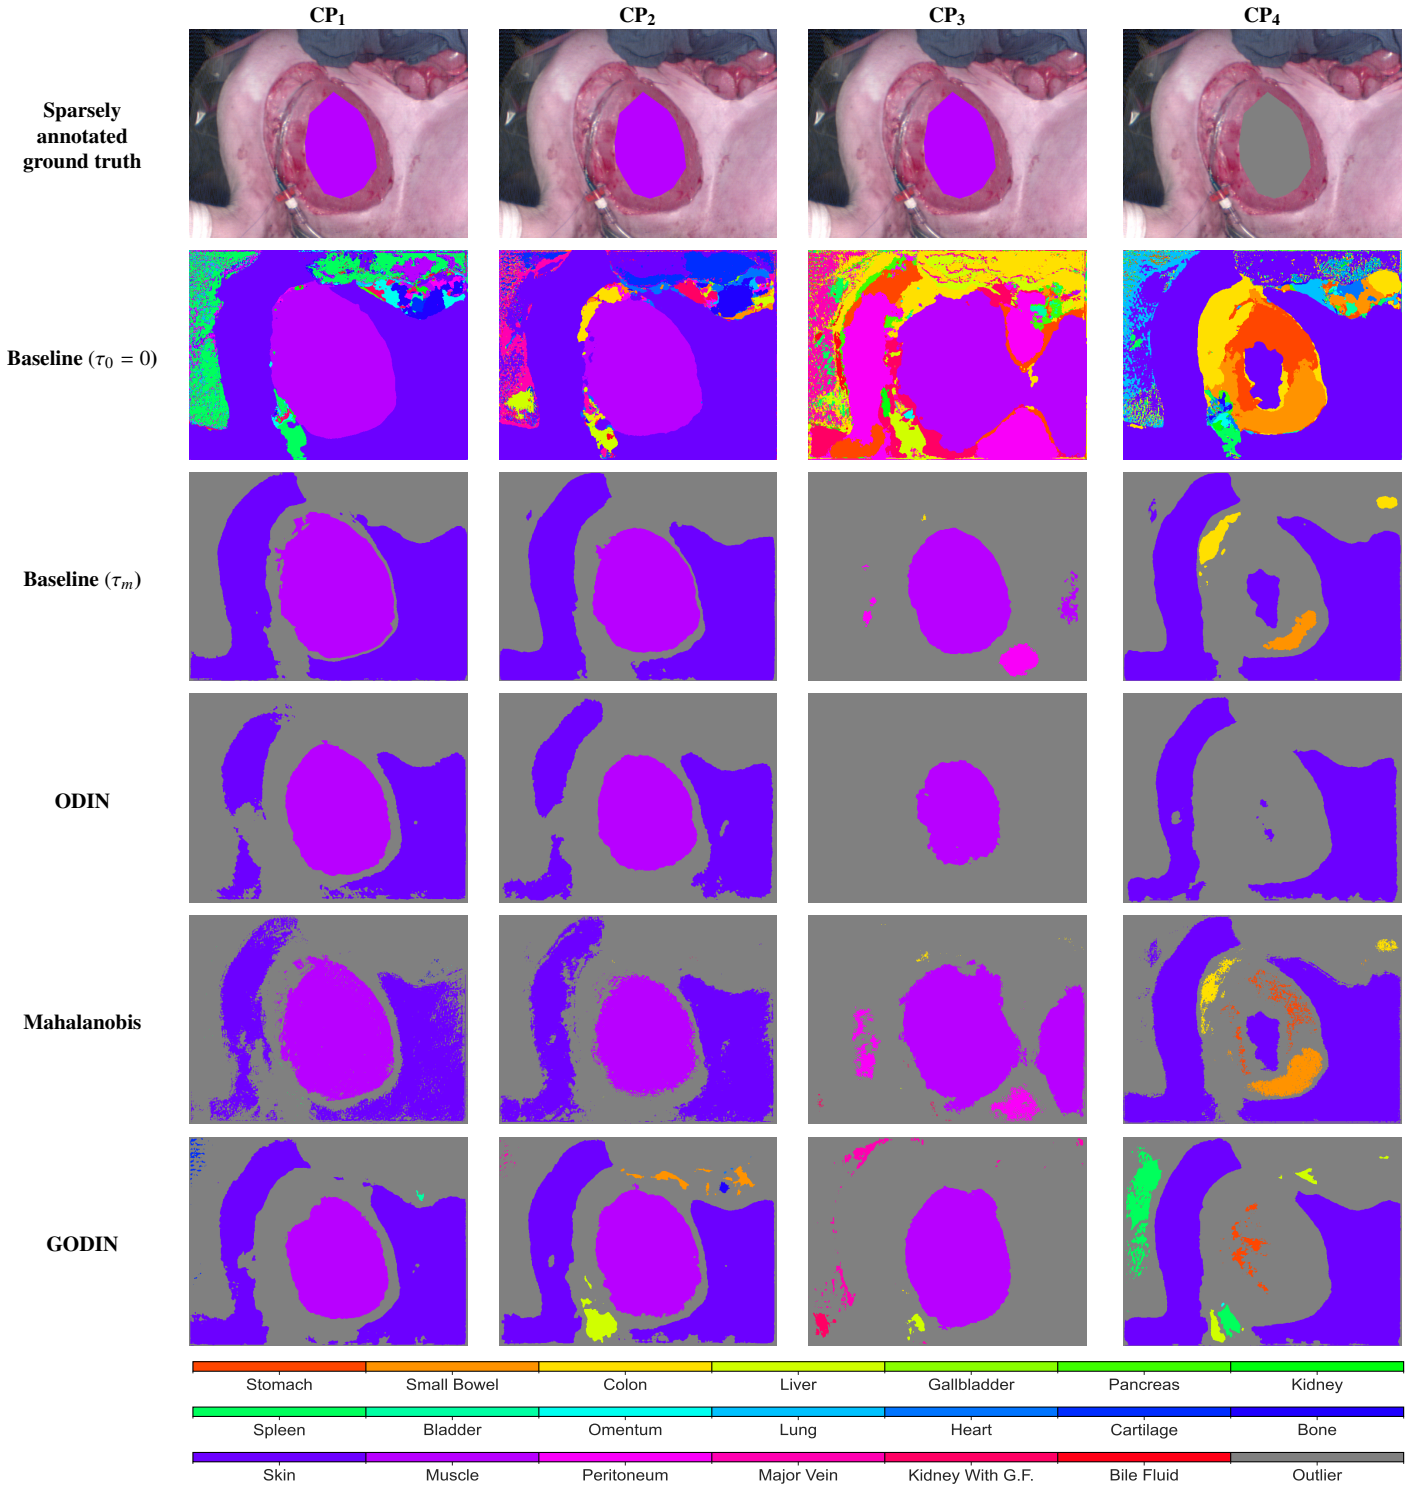 CP1 CP2 CP3 CP4
Sparsely
annotated
ground truth
Baseline (τ0 = 0)
Baseline (τm)
ODIN
Mahalanobis
GODIN
Stomach Small Bowel Colon Liver Gallbladder Pancreas Kidney
Spleen Bladder Omentum Lung Heart Cartilage Bone
Skin Muscle Peritoneum Major Vein Kidney With G.F. Bile Fluid Outlier